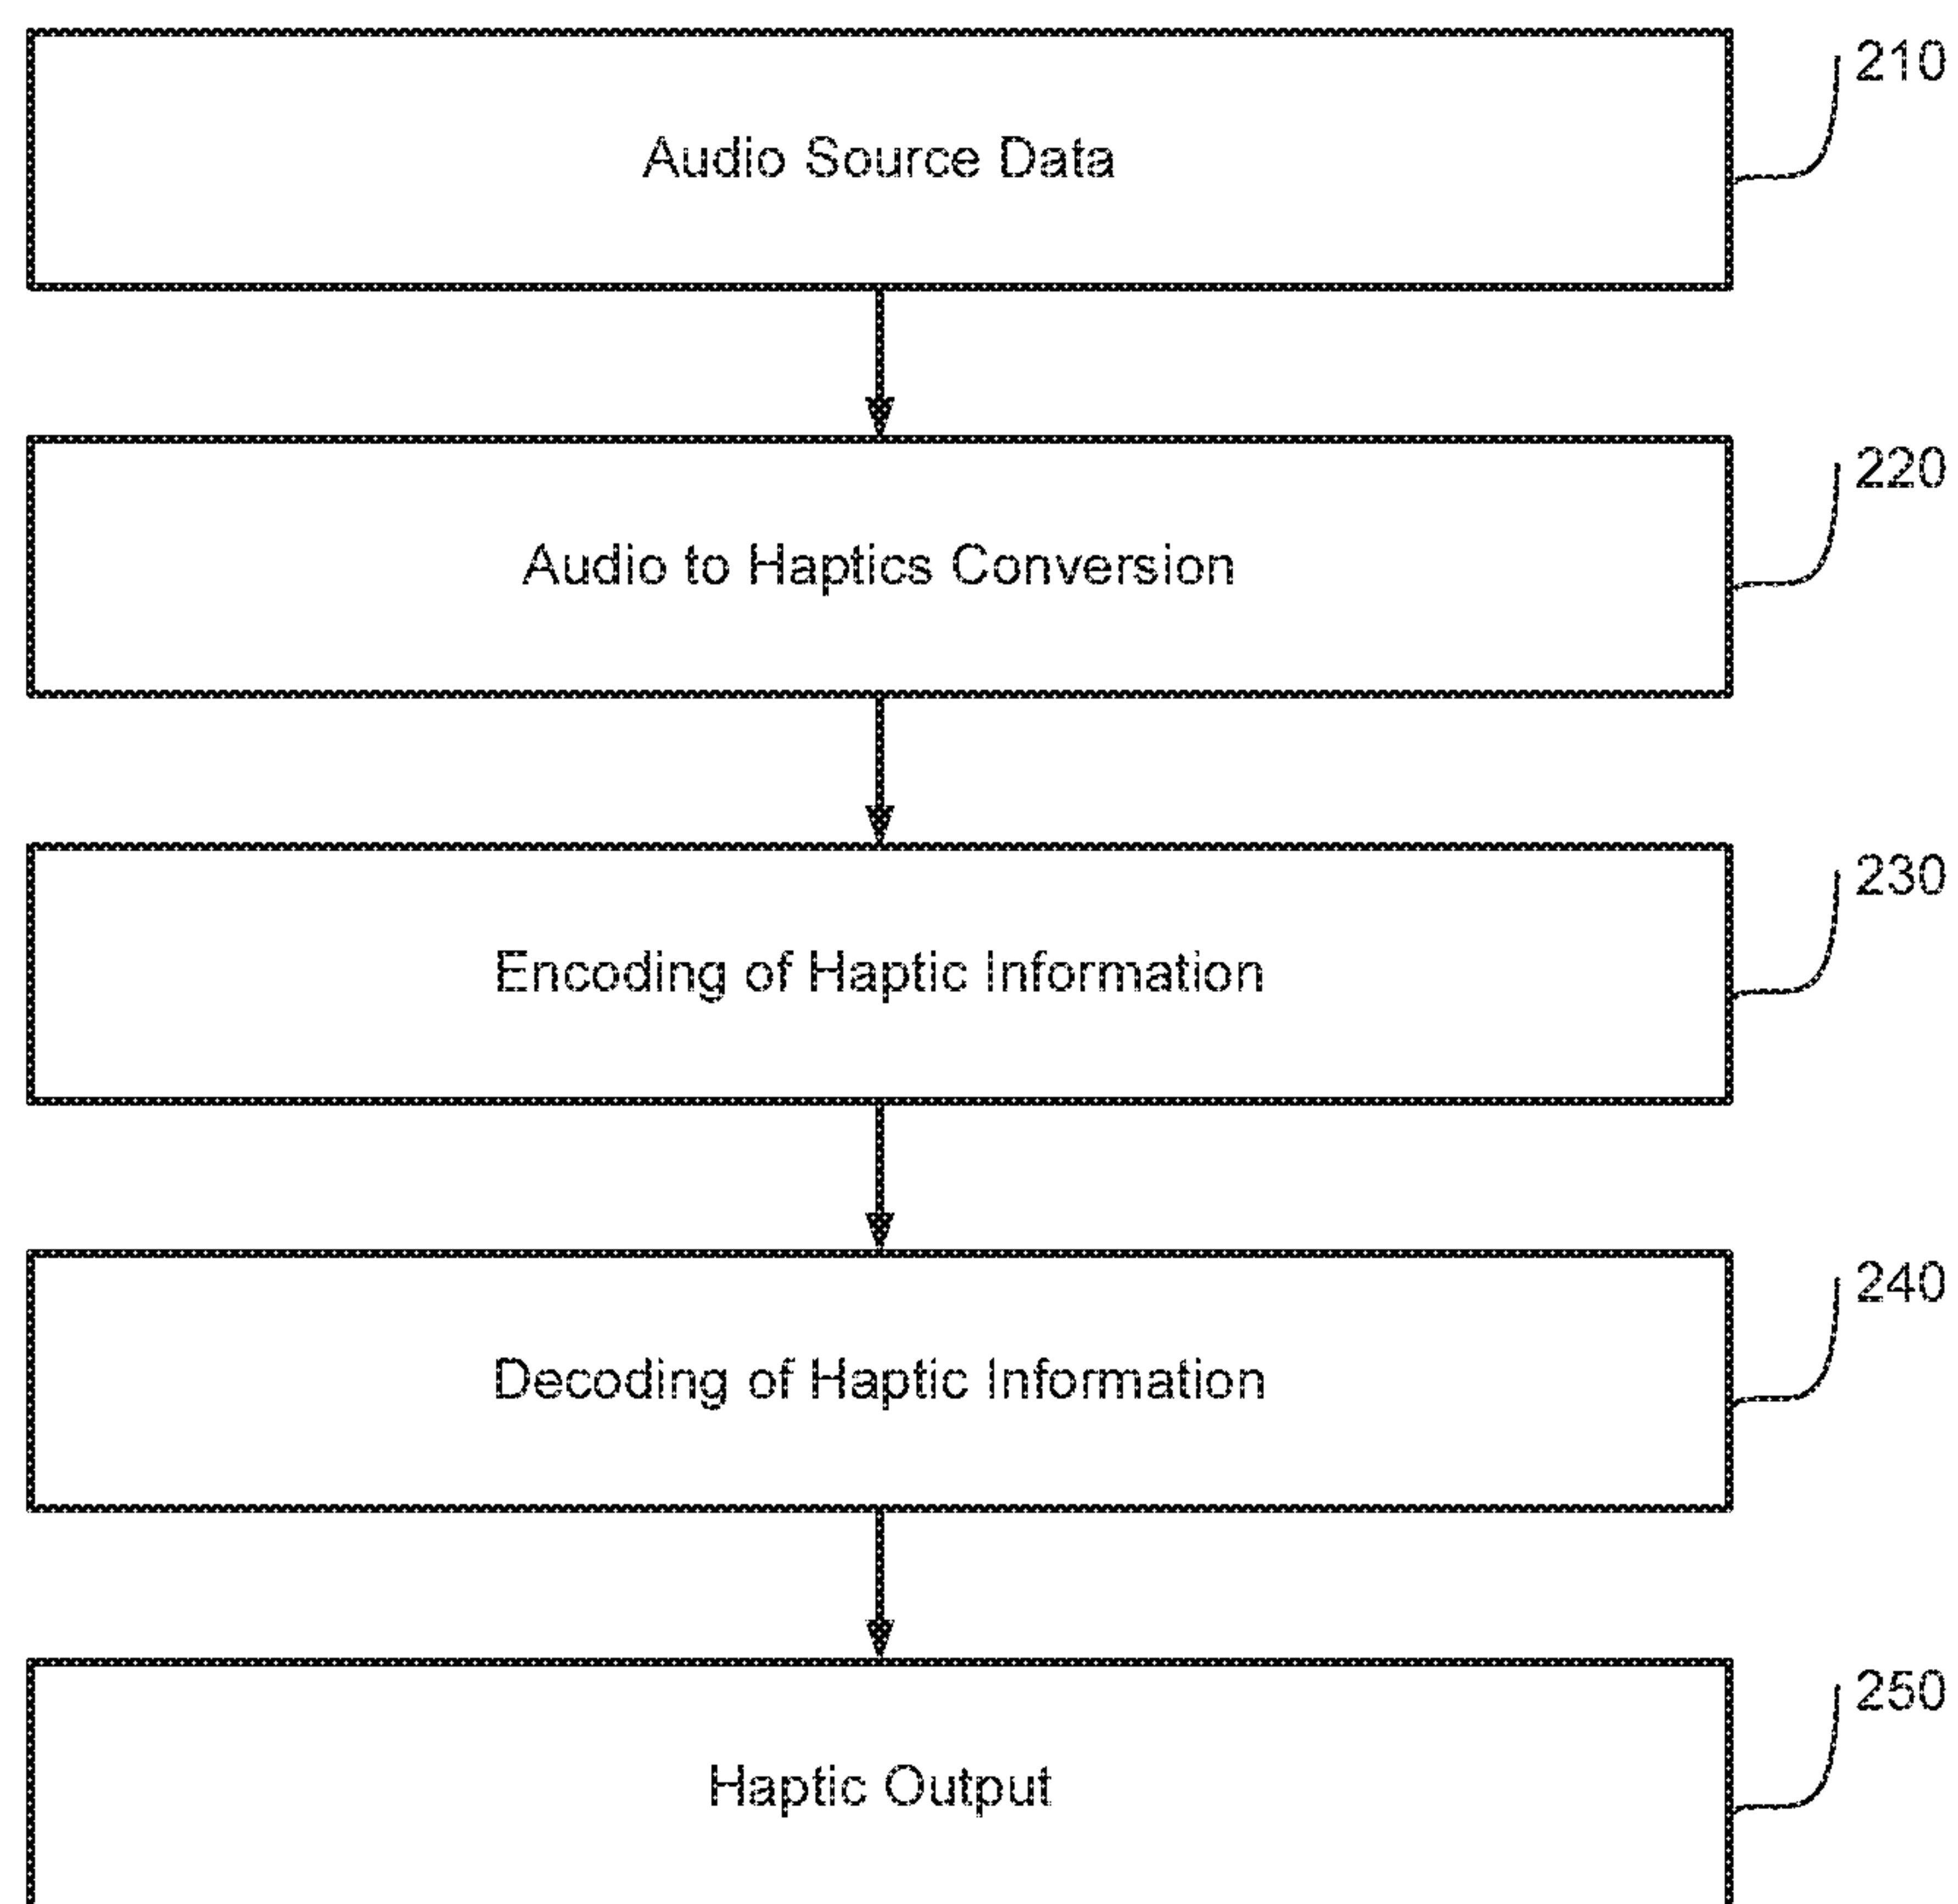 210
Audio Source Data
220
Audio to Haptics Conversion
230
Encoding of Haptic Information
240
Decoding of Haptic Information
250
Haptic Output